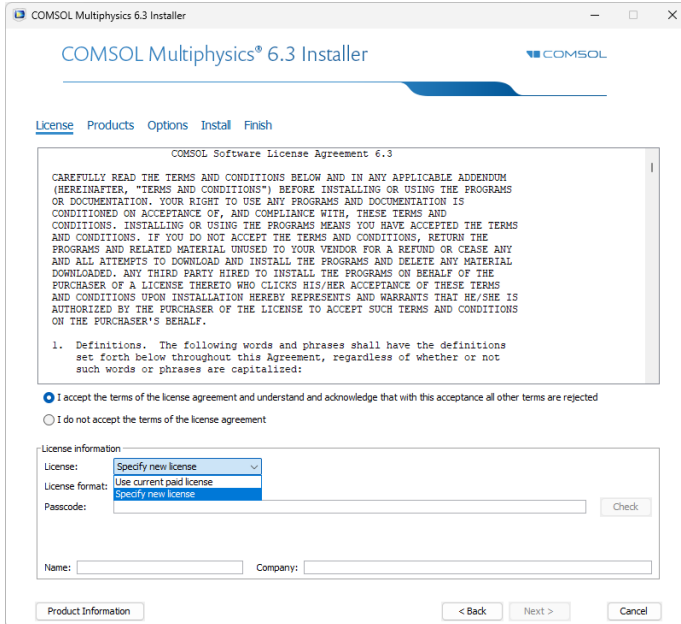 COMSOL Multiphysics 6.3 Installer
COMSOL Multiphysics® 6.3 Installer
COMSOL
License Products Options Install Finish
COMSOL Software License Agreement 6.3
CAREFULLY READ THE TERMS AND CONDITIONS BELOW AND IN ANY APPLICABLE ADDENDUM
(HEREINAFTER, "TERMS AND CONDITIONS") BEFORE INSTALLING OR USING THE PROGRAMS
OR DOCUMENTATION. YOUR RIGHT TO USE ANY PROGRAMS AND DOCUMENTATION IS
CONDITIONED ON ACCEPTANCE OF, AND COMPLIANCE WITH, THESE TERMS AND
CONDITIONS. INSTALLING OR USING THE PROGRAMS MEANS YOU HAVE ACCEPTED THE TERMS
AND CONDITIONS. IF YOU DO NOT ACCEPT THE TERMS AND CONDITIONS, RETURN THE
PROGRAMS AND RELATED MATERIAL UNUSED TO YOUR VENDOR FOR A REFUND OR CEASE ANY
AND ALL ATTEMPTS TO DOWNLOAD AND INSTALL THE PROGRAMS AND DELETE ANY MATERIAL
DOWNLOADED. ANY THIRD PARTY HIRED TO INSTALL THE PROGRAMS ON BEHALF OF THE
PURCHASER OF A LICENSE THERETO WHO CLICKS HIS/HER ACCEPTANCE OF THESE TERMS
AND CONDITIONS UPON INSTALLATION HEREBY REPRESENTS AND WARRANTS THAT HE/SHE IS
AUTHORIZED BY THE PURCHASER OF THE LICENSE TO ACCEPT SUCH TERMS AND CONDITIONS
ON THE PURCHASER'S BEHALF.
1. Definitions. The following words and phrases shall have the definitions
set forth below throughout this Agreement, regardless of whether or not
such words or phrases are capitalized:
I accept the terms of the license agreement and understand and acknowledge that with this acceptance all other terms are rejected
I do not accept the terms of the license agreement
License information
License: Specify new license
License format: Use current paid license
Specify new license
Passcode: Check
Name: Company:
Product Information < Back Next > Cancel